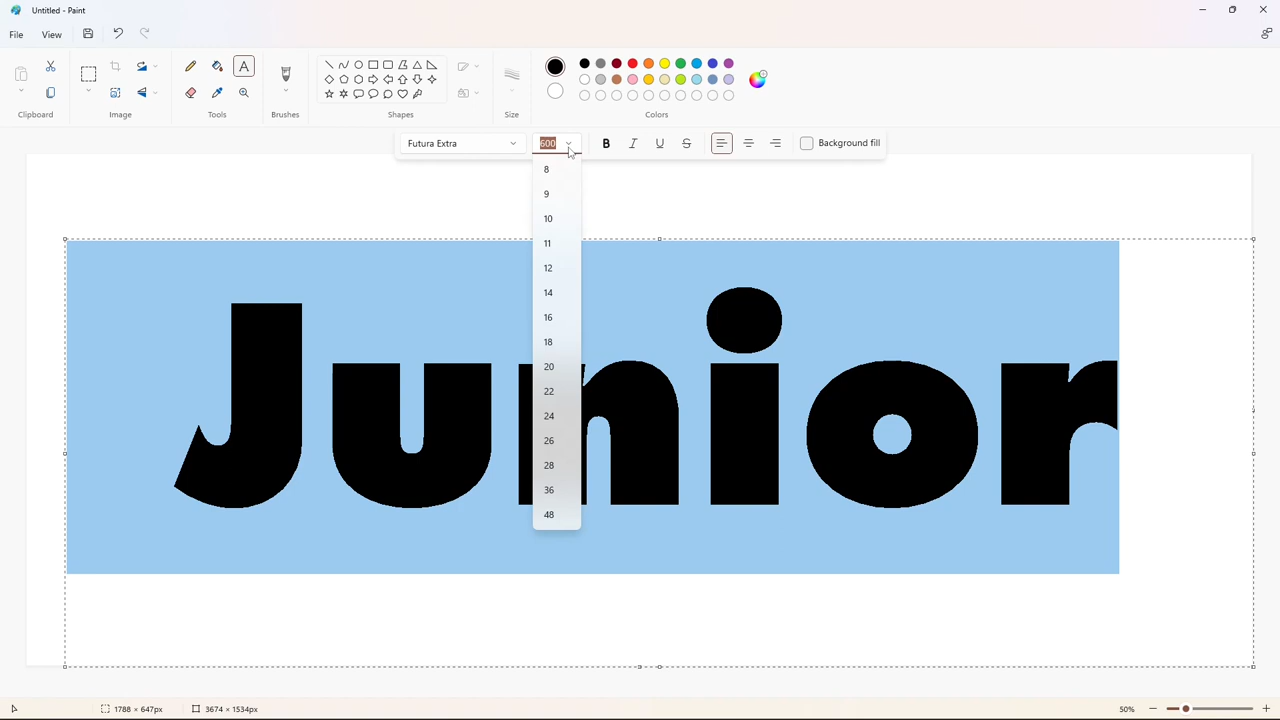 Untitled - Paint
File View
Clipboard
Image
Tools
Brushes
Shapes
Size
Colors
Futura Extra
600
B I U S
Background fill
8
9
10
11
12
14
16
18
20
22
24
26
28
36
48
Junior
1788 × 647px
3674 × 1534px
50%